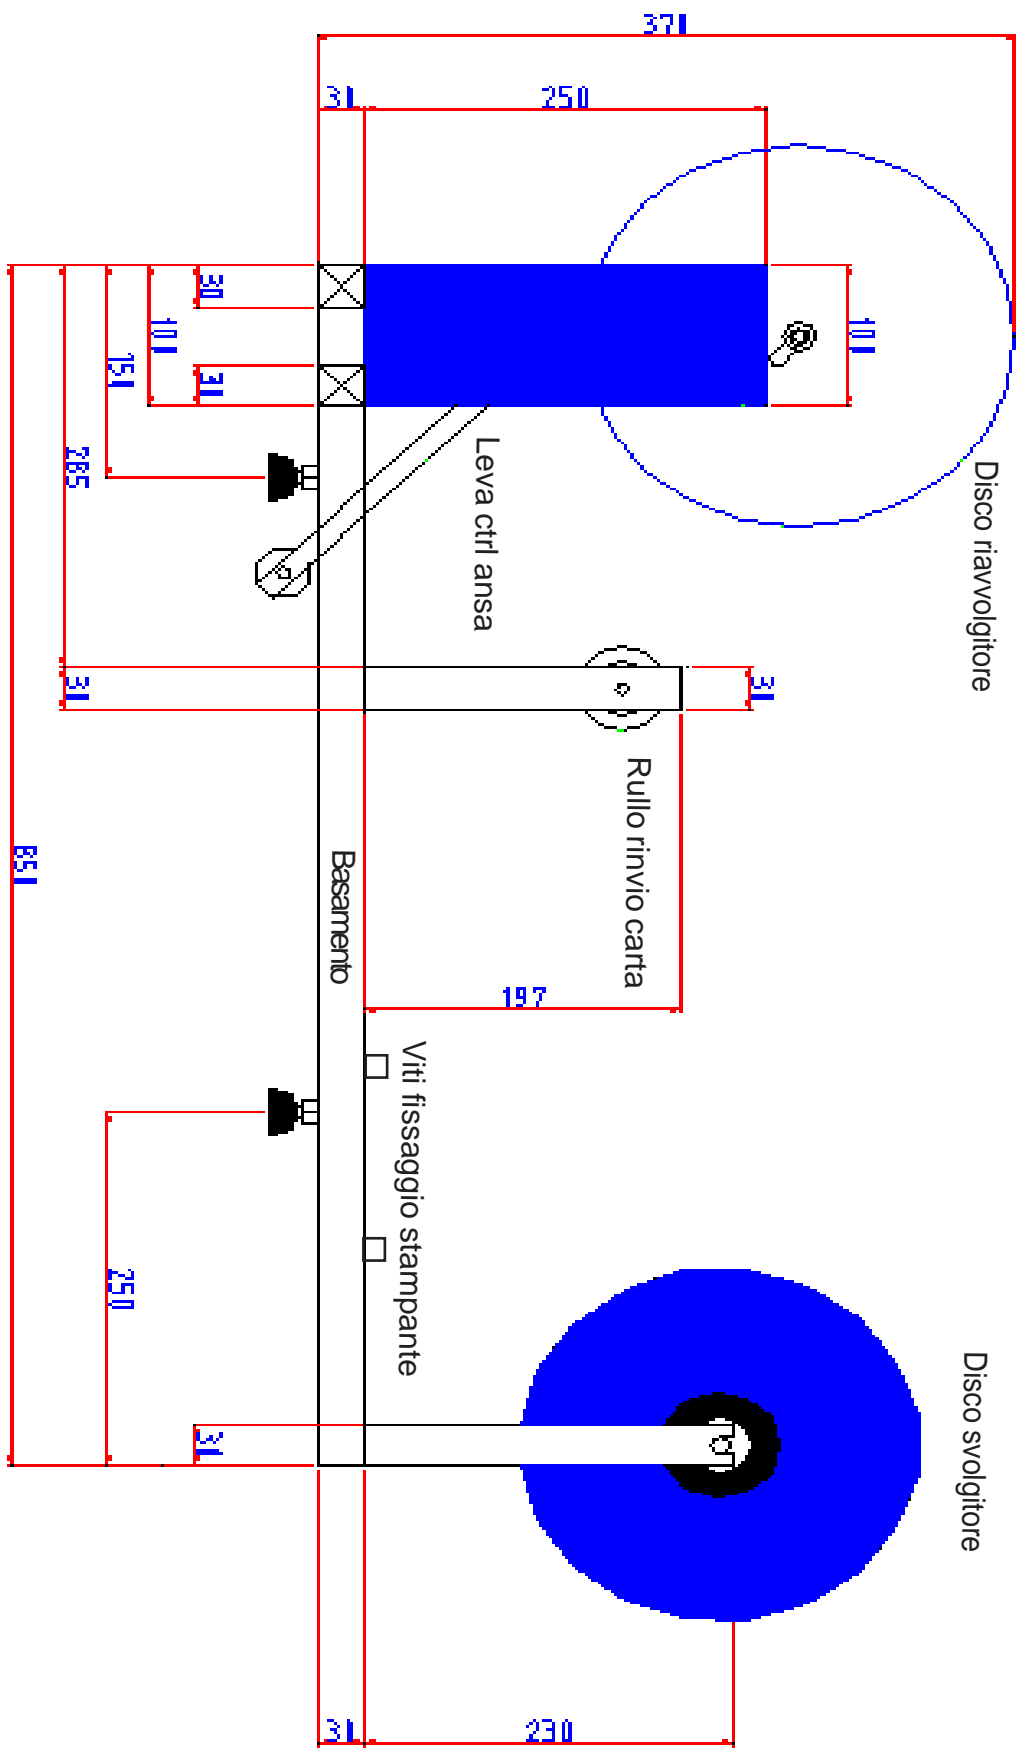 370
31
250
30
101
151
31
285
101
Disco riavvolgitore
Leva ctrl ansa
31
31
Rullo rinvio carta
851
Basamento
197
Viti fissaggio stampante
250
31
Disco svolgitore
31
230